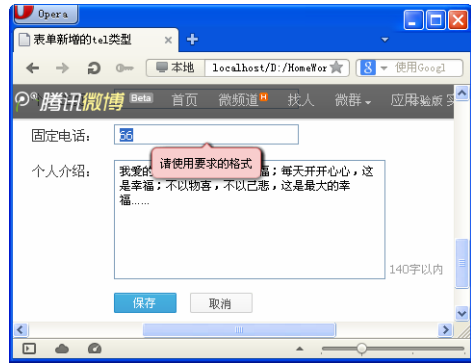 Opera
表单新增的tel类型
本地 localhost/D:/HomeWor 使用Googl
腾讯微博 Beta 首页 微频道 H 找人 微群 应用
固定电话： 66
请使用要求的格式
个人介绍： 我爱的
福；每天开开心心，这
是幸福；不以物喜，不以己悲，这是最大的幸
福……
140字以内
保存 取消